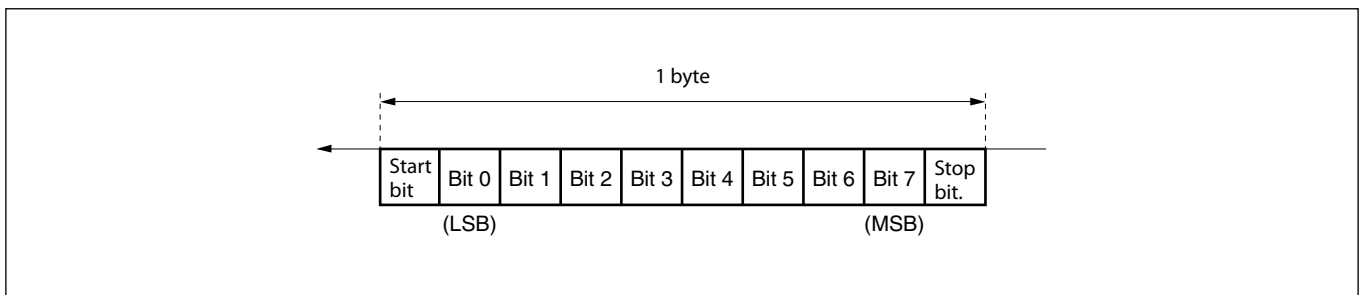 1 byte
Start bit Bit 0 Bit 1 Bit 2 Bit 3 Bit 4 Bit 5 Bit 6 Bit 7 Stop bit.
(LSB) (MSB)